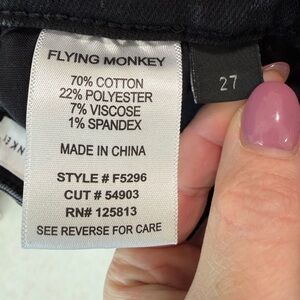 FLYING MONKEY
27
70% COTTON
22% POLYESTER
7% VISCOSE
1% SPANDEX
MADE IN CHINA
STYLE # F5296
CUT # 54903
RN# 125813
SEE REVERSE FOR CARE